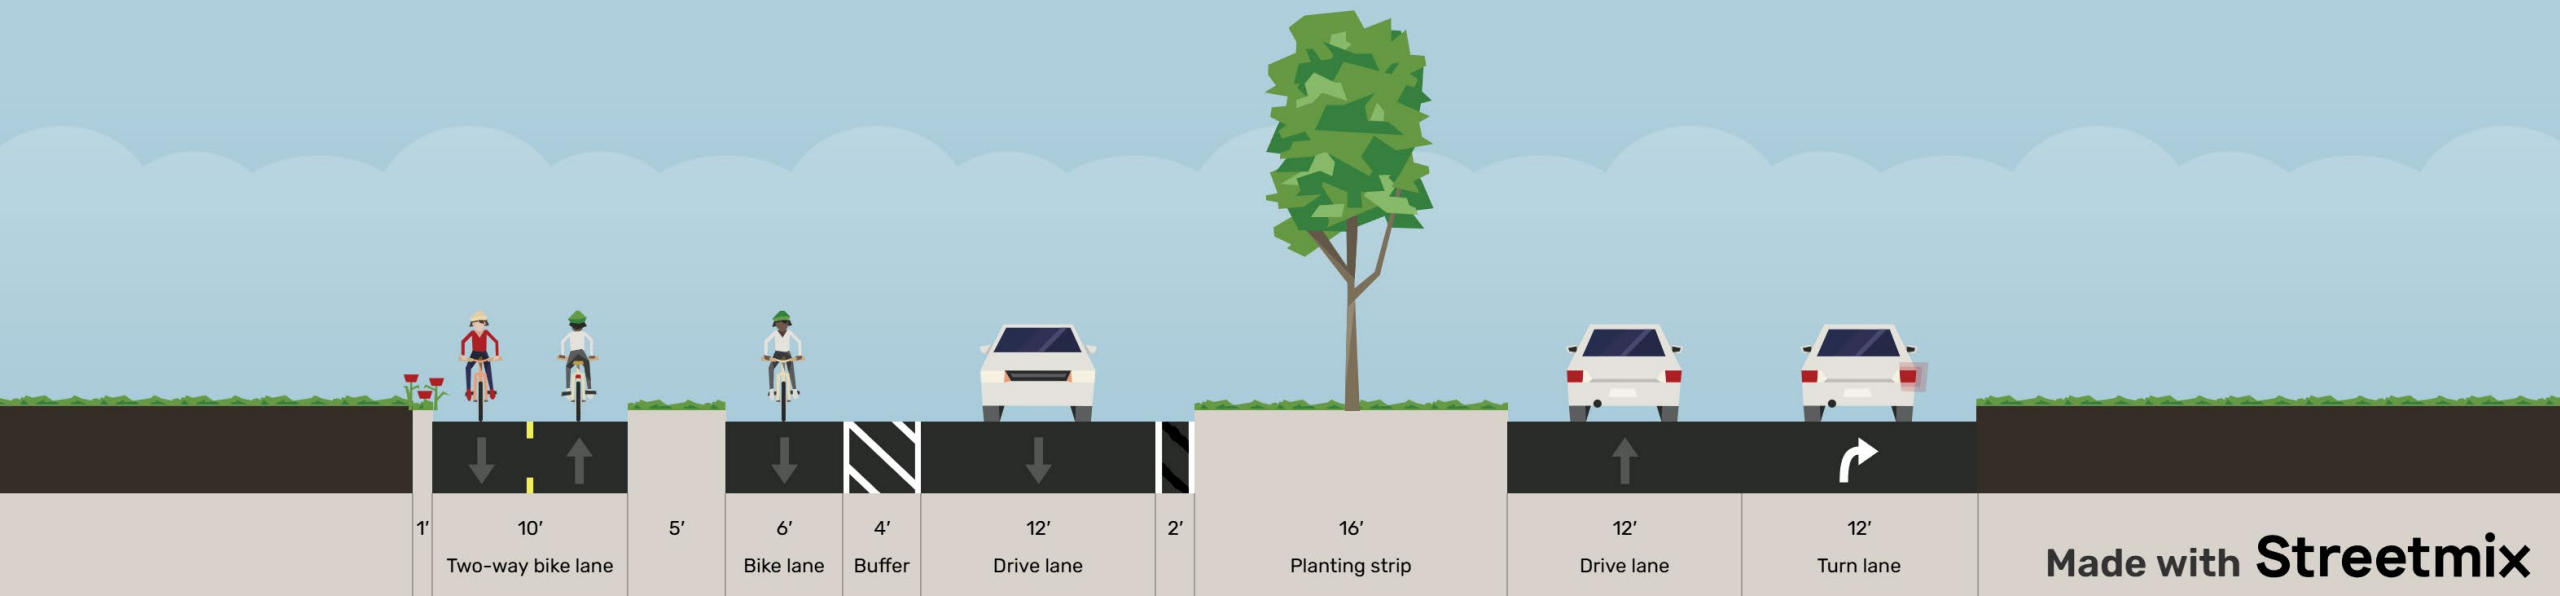 1′ 10′ 5′ 6′ 4′ 12′ 2′ 16′ 12′ 12′
Two-way bike lane Bike lane Buffer Drive lane Planting strip Drive lane Turn lane
Made with Streetmix